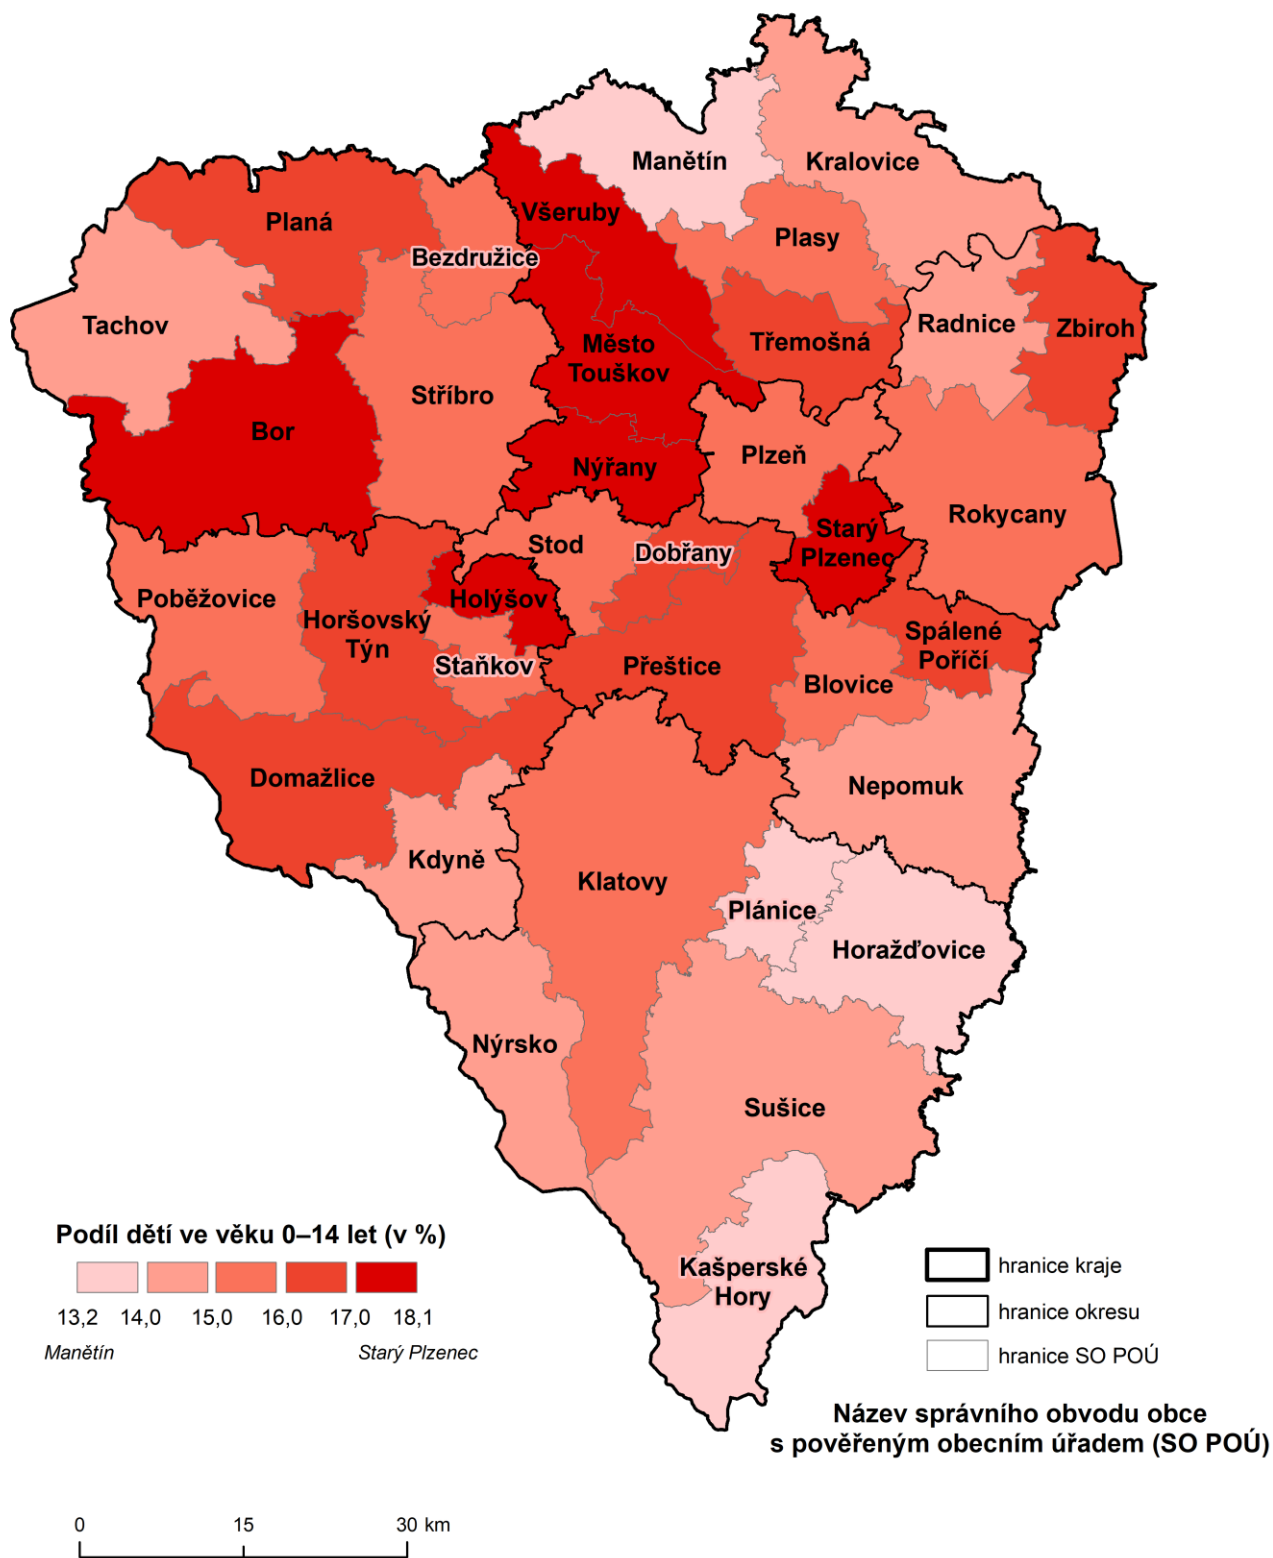 Manětín
Kralovice
Všeruby
Planá
Plasy
Bezdružice
Tachov
Radnice
Zbiroh
Třemošná
Město
Touškov
Stříbro
Bor
Plzeň
Nýřany
Rokycany
Starý
Plzenec
Stod
Dobřany
Poběžovice
Holýšov
Horšovský
Týn
Spálené
Poříčí
Staňkov
Přeštice
Blovice
Domažlice
Nepomuk
Kdyně
Klatovy
Plánice
Horažďovice
Nýrsko
Sušice
Kašperské
Hory
Podíl dětí ve věku 0–14 let (v %)
13,2 14,0 15,0 16,0 17,0 18,1
Manětín Starý Plzenec
hranice kraje
hranice okresu
hranice SO POÚ
Název správního obvodu obce
s pověřeným obecním úřadem (SO POÚ)
0 15 30 km